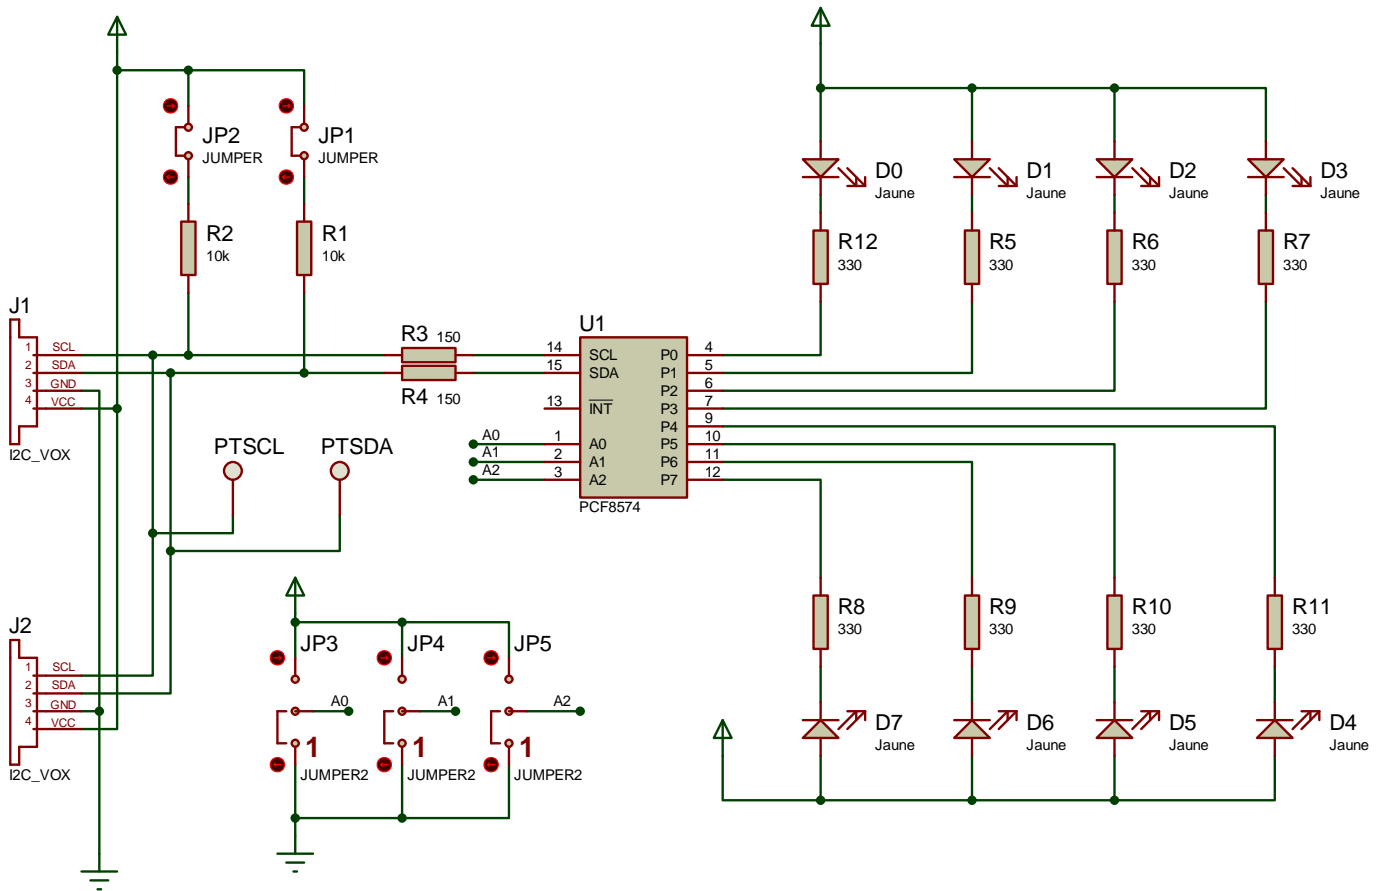 JP2
JUMPER
JP1
JUMPER
R2
10k
R1
10k
D0
Jaune
D1
Jaune
D2
Jaune
D3
Jaune
R12
330
R5
330
R6
330
R7
330
J1
1 SCL
2 SDA
3 GND
4 VCC
I2C_VOX
R3 150
R4 150
U1
14 SCL
15 SDA
13 INT
A0 1 A0
A1 2 A1
A2 3 A2
P0 4
P1 5
P2 6
P3 7
P4 9
P5 10
P6 11
P7 12
PCF8574
PTSCL
PTSDA
J2
1 SCL
2 SDA
3 GND
4 VCC
I2C_VOX
JP3
A0
1
JUMPER2
JP4
A1
1
JUMPER2
JP5
A2
1
JUMPER2
R8
330
R9
330
R10
330
R11
330
D7
Jaune
D6
Jaune
D5
Jaune
D4
Jaune